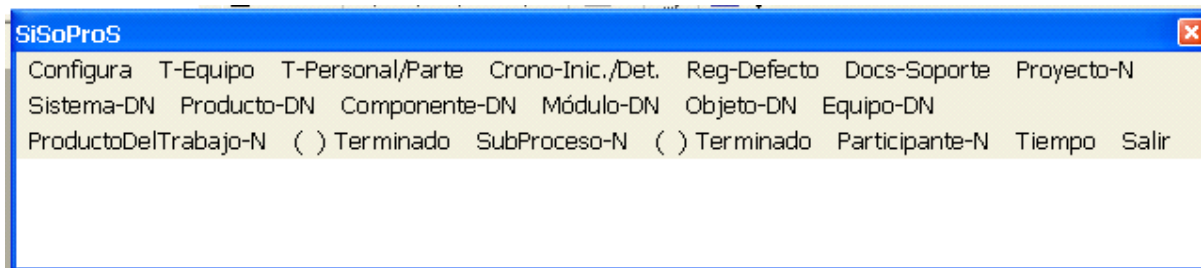 SiSoProS
Configura T-Equipo T-Personal/Parte Crono-Inic./Det. Reg-Defecto Docs-Soporte Proyecto-N
Sistema-DN Producto-DN Componente-DN Módulo-DN Objeto-DN Equipo-DN
ProductoDelTrabajo-N ( ) Terminado SubProceso-N ( ) Terminado Participante-N Tiempo Salir